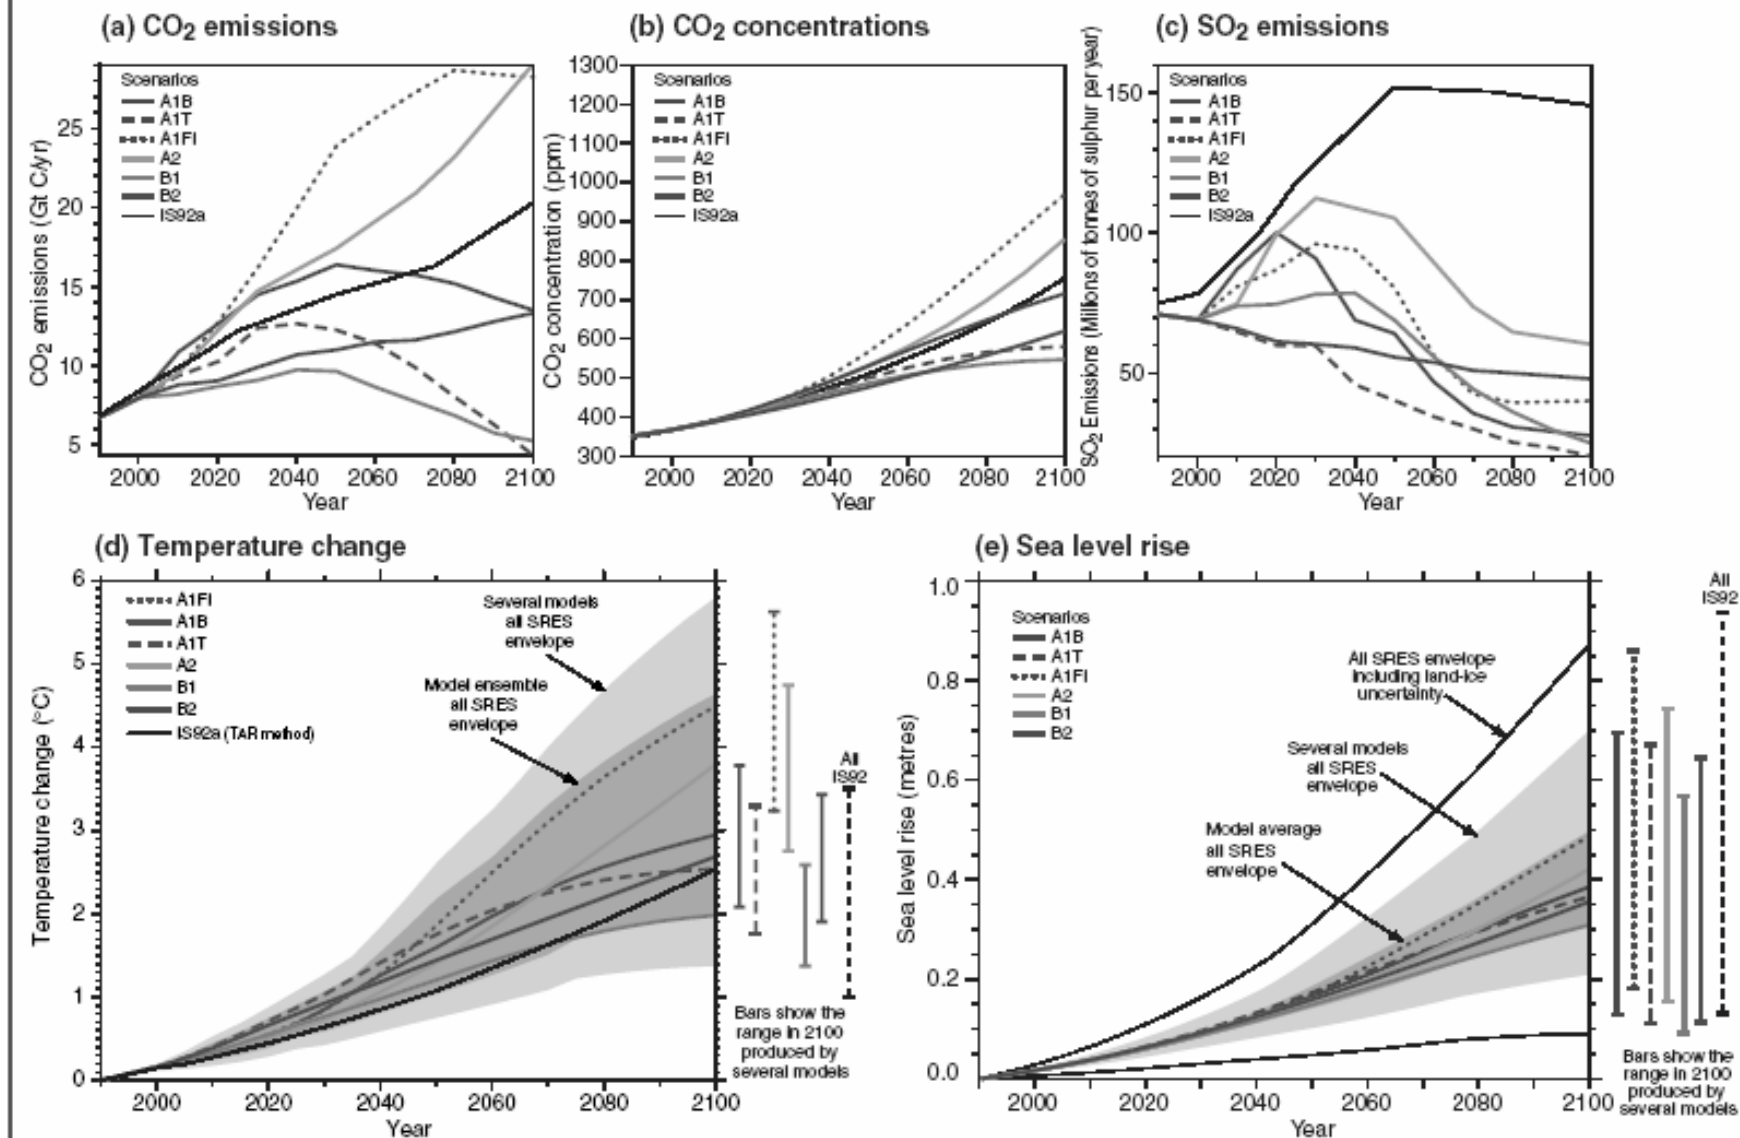 (a) CO2 emissions
Scenarios
A1B
A1T
A1FI
A2
B1
B2
IS92a
CO2 emissions (Gt C/yr)
25
20
15
10
5
2000 2020 2040 2060 2080 2100
Year
(b) CO2 concentrations
Scenarios
A1B
A1T
A1FI
A2
B1
B2
IS92a
CO2 concentration (ppm)
1300
1200
1100
1000
900
800
700
600
500
400
300
2000 2020 2040 2060 2080 2100
Year
(c) SO2 emissions
Scenarios
A1B
A1T
A1FI
A2
B1
B2
IS92a
SO2 Emissions (Millions of tonnes of sulphur per year)
150
100
50
2000 2020 2040 2060 2080 2100
Year
(d) Temperature change
A1FI
A1B
A1T
A2
B1
B2
IS92a (TAR method)
Several models
all SRES
envelope
Model ensemble
all SRES
envelope
Temperature change (°C)
6
5
4
3
2
1
0
2000 2020 2040 2060 2080 2100
Year
All
IS92
Bars show the
range in 2100
produced by
several models
(e) Sea level rise
Scenarios
A1B
A1T
A1FI
A2
B1
B2
All SRES envelope
including land-ice
uncertainty
Several models
all SRES
envelope
Model average
all SRES
envelope
Sea level rise (metres)
1.0
0.8
0.6
0.4
0.2
0.0
2000 2020 2040 2060 2080 2100
Year
All
IS92
Bars show the
range in 2100
produced by
several models